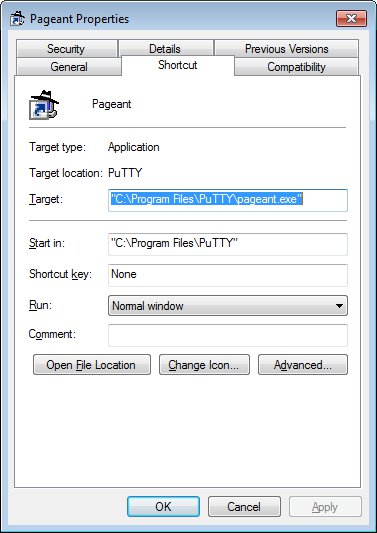 Pageant Properties
Security Details Previous Versions
General Shortcut Compatibility
Pageant
Target type: Application
Target location: PuTTY
Target: "C:\Program Files\PuTTY\pageant.exe"
Start in: "C:\Program Files\PuTTY"
Shortcut key: None
Run: Normal window
Comment:
Open File Location Change Icon... Advanced...
OK Cancel Apply